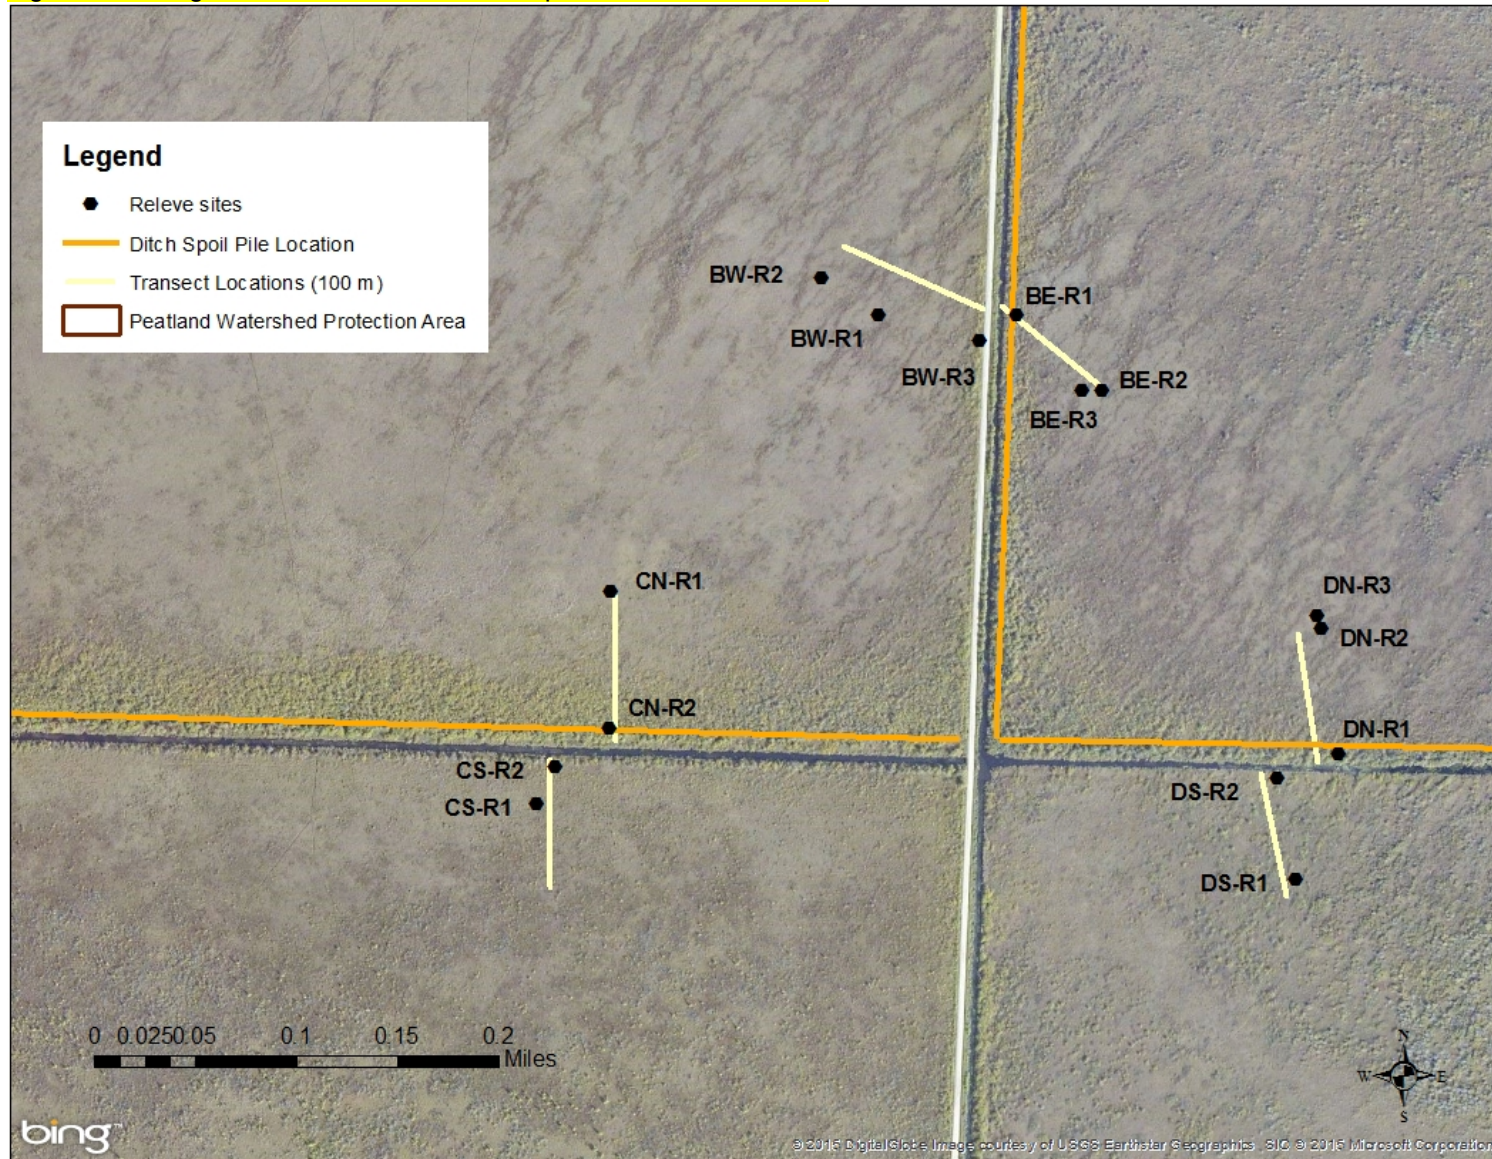 Legend
Releve sites
Ditch Spoil Pile Location
Transect Locations (100 m)
Peatland Watershed Protection Area
BW-R2
BW-R1
BW-R3
BE-R1
BE-R2
BE-R3
CN-R1
CN-R2
CS-R2
CS-R1
DN-R3
DN-R2
DN-R1
DS-R2
DS-R1
0 0.0250.05 0.1 0.15 0.2
Miles
N
W E
S
bing
© 2015 DigitalGlobe Image courtesy of USGS Earthstar Geographics SIO © 2015 Microsoft Corporation